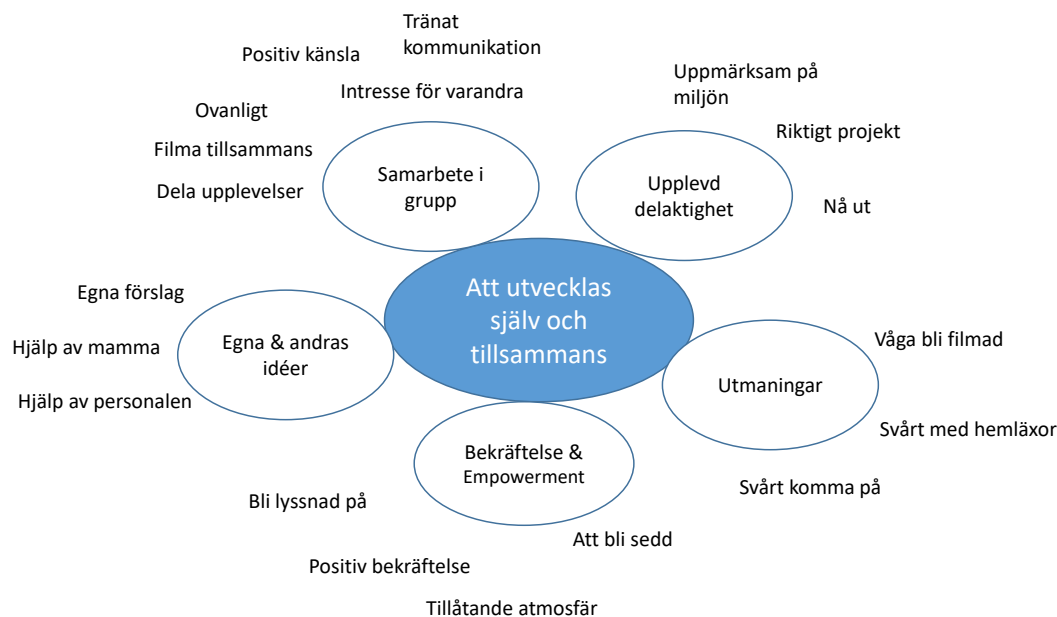 Tränat
kommunikation
Positiv känsla
Intresse för varandra
Ovanligt
Filma tillsammans
Dela upplevelser
Samarbete i
grupp
Uppmärksam på
miljön
Riktigt projekt
Nå ut
Upplevd
delaktighet
Att utvecklas
själv och
tillsammans
Egna förslag
Hjälp av mamma
Hjälp av personalen
Egna & andras
idéer
Våga bli filmad
Utmaningar
Svårt med hemläxor
Svårt komma på
Bekräftelse &
Empowerment
Bli lyssnad på
Att bli sedd
Positiv bekräftelse
Tillåtande atmosfär